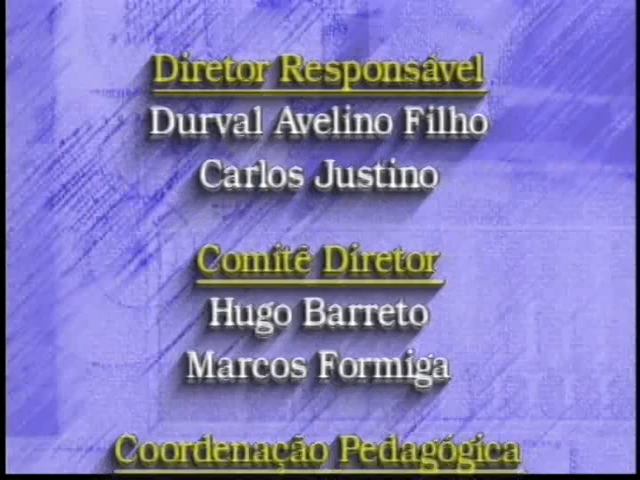 Diretor Responsável
Durval Avelino Filho
Carlos Justino
Comitê Diretor
Hugo Barreto
Marcos Formiga
Coordenação Pedagógica